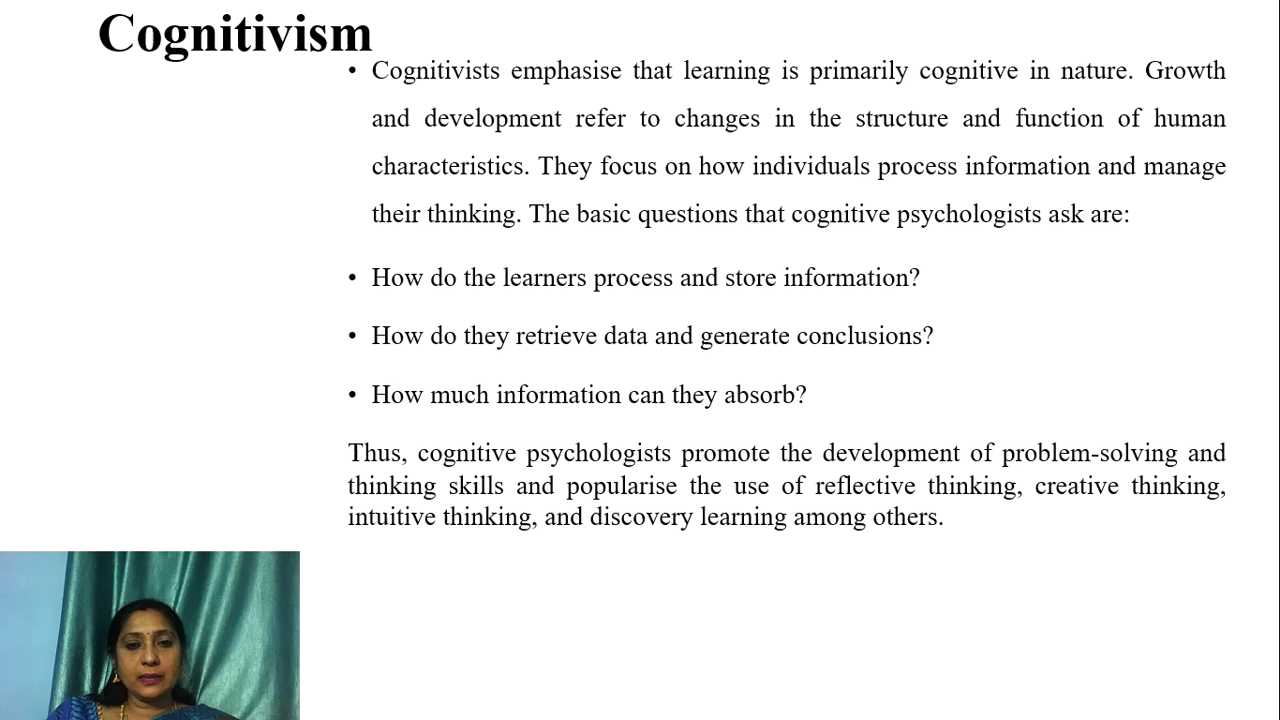 Cognitivism
• Cognitivists emphasise that learning is primarily cognitive in nature. Growth
and development refer to changes in the structure and function of human
characteristics. They focus on how individuals process information and manage
their thinking. The basic questions that cognitive psychologists ask are:
• How do the learners process and store information?
• How do they retrieve data and generate conclusions?
• How much information can they absorb?
Thus, cognitive psychologists promote the development of problem-solving and
thinking skills and popularise the use of reflective thinking, creative thinking,
intuitive thinking, and discovery learning among others.